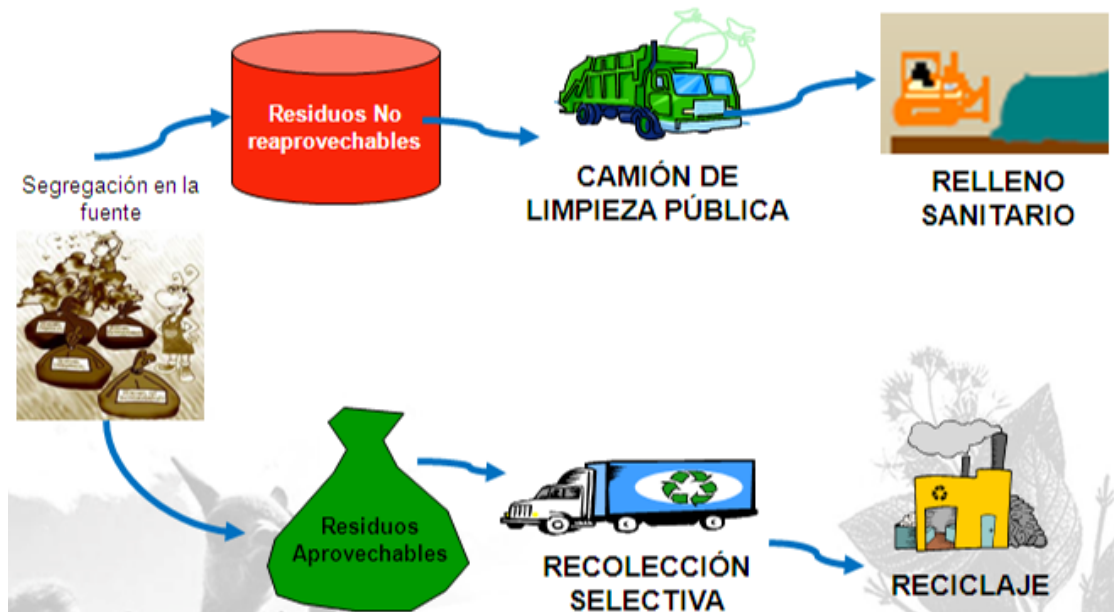 Segregación en la
fuente
Residuos No
reaprovechables
CAMIÓN DE
LIMPIEZA PÚBLICA
RELLENO
SANITARIO
Residuos
Aprovechables
RECOLECCIÓN
SELECTIVA
RECICLAJE